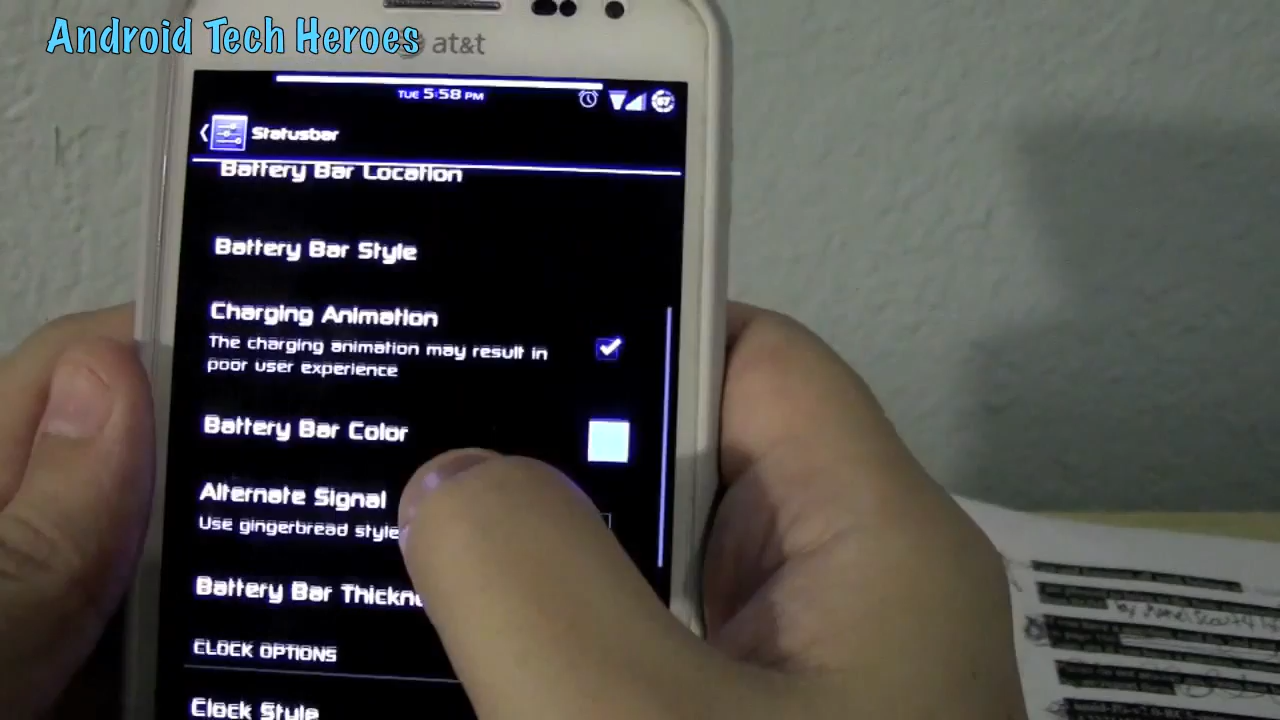 Android Tech Heroes
at&t
TUE 5:58 PM
67
Statusbar
Battery Bar Location
Battery Bar Style
Charging Animation
The charging animation may result in
poor user experience
Battery Bar Color
Alternate Signal
Use gingerbread style
Battery Bar
CLOCK OPTIONS
Clock Style
by